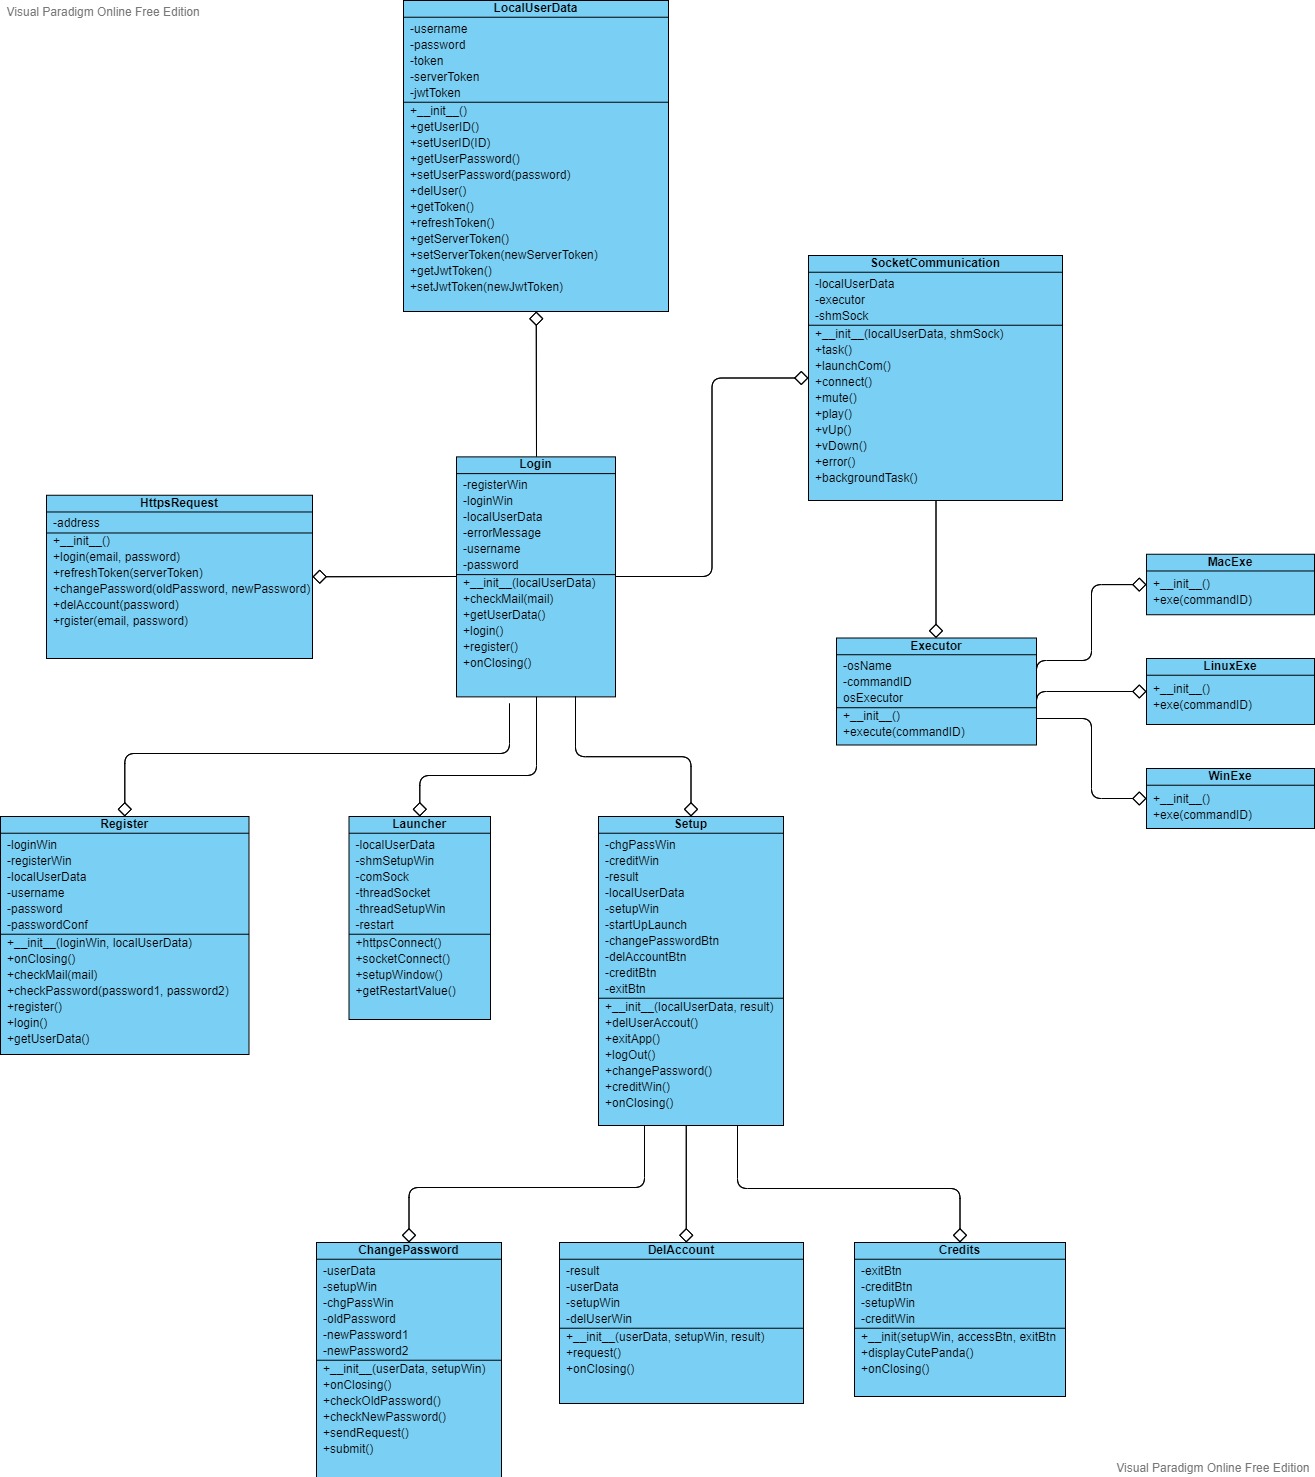 Visual Paradigm Online Free Edition
LocalUserData
-username
-password
-token
-serverToken
-jwtToken
+__init__()
+getUserID()
+setUserID(ID)
+getUserPassword()
+setUserPassword(password)
+delUser()
+getToken()
+refreshToken()
+getServerToken()
+setServerToken(newServerToken)
+getJwtToken()
+setJwtToken(newJwtToken)
SocketCommunication
-localUserData
-executor
-shmSock
+__init__(localUserData, shmSock)
+task()
+launchCom()
+connect()
+mute()
+play()
+vUp()
+vDown()
+error()
+backgroundTask()
Login
-registerWin
-loginWin
-localUserData
-errorMessage
-username
-password
+__init__(localUserData)
+checkMail(mail)
+getUserData()
+login()
+register()
+onClosing()
HttpsRequest
-address
+__init__()
+login(email, password)
+refreshToken(serverToken)
+changePassword(oldPassword, newPassword)
+delAccount(password)
+rgister(email, password)
MacExe
+__init__()
+exe(commandID)
Executor
-osName
-commandID
osExecutor
+__init__()
+execute(commandID)
LinuxExe
+__init__()
+exe(commandID)
WinExe
+__init__()
+exe(commandID)
Register
-loginWin
-registerWin
-localUserData
-username
-password
-passwordConf
+__init__(loginWin, localUserData)
+onClosing()
+checkMail(mail)
+checkPassword(password1, password2)
+register()
+login()
+getUserData()
Launcher
-localUserData
-shmSetupWin
-comSock
-threadSocket
-threadSetupWin
-restart
+httpsConnect()
+socketConnect()
+setupWindow()
+getRestartValue()
Setup
-chgPassWin
-creditWin
-result
-localUserData
-setupWin
-startUpLaunch
-changePasswordBtn
-delAccountBtn
-creditBtn
-exitBtn
+__init__(localUserData, result)
+delUserAccout()
+exitApp()
+logOut()
+changePassword()
+creditWin()
+onClosing()
ChangePassword
-userData
-setupWin
-chgPassWin
-oldPassword
-newPassword1
-newPassword2
+__init__(userData, setupWin)
+onClosing()
+checkOldPassword()
+checkNewPassword()
+sendRequest()
+submit()
DelAccount
-result
-userData
-setupWin
-delUserWin
+__init__(userData, setupWin, result)
+request()
+onClosing()
Credits
-exitBtn
-creditBtn
-setupWin
-creditWin
+__init(setupWin, accessBtn, exitBtn
+displayCutePanda()
+onClosing()
Visual Paradigm Online Free Edition